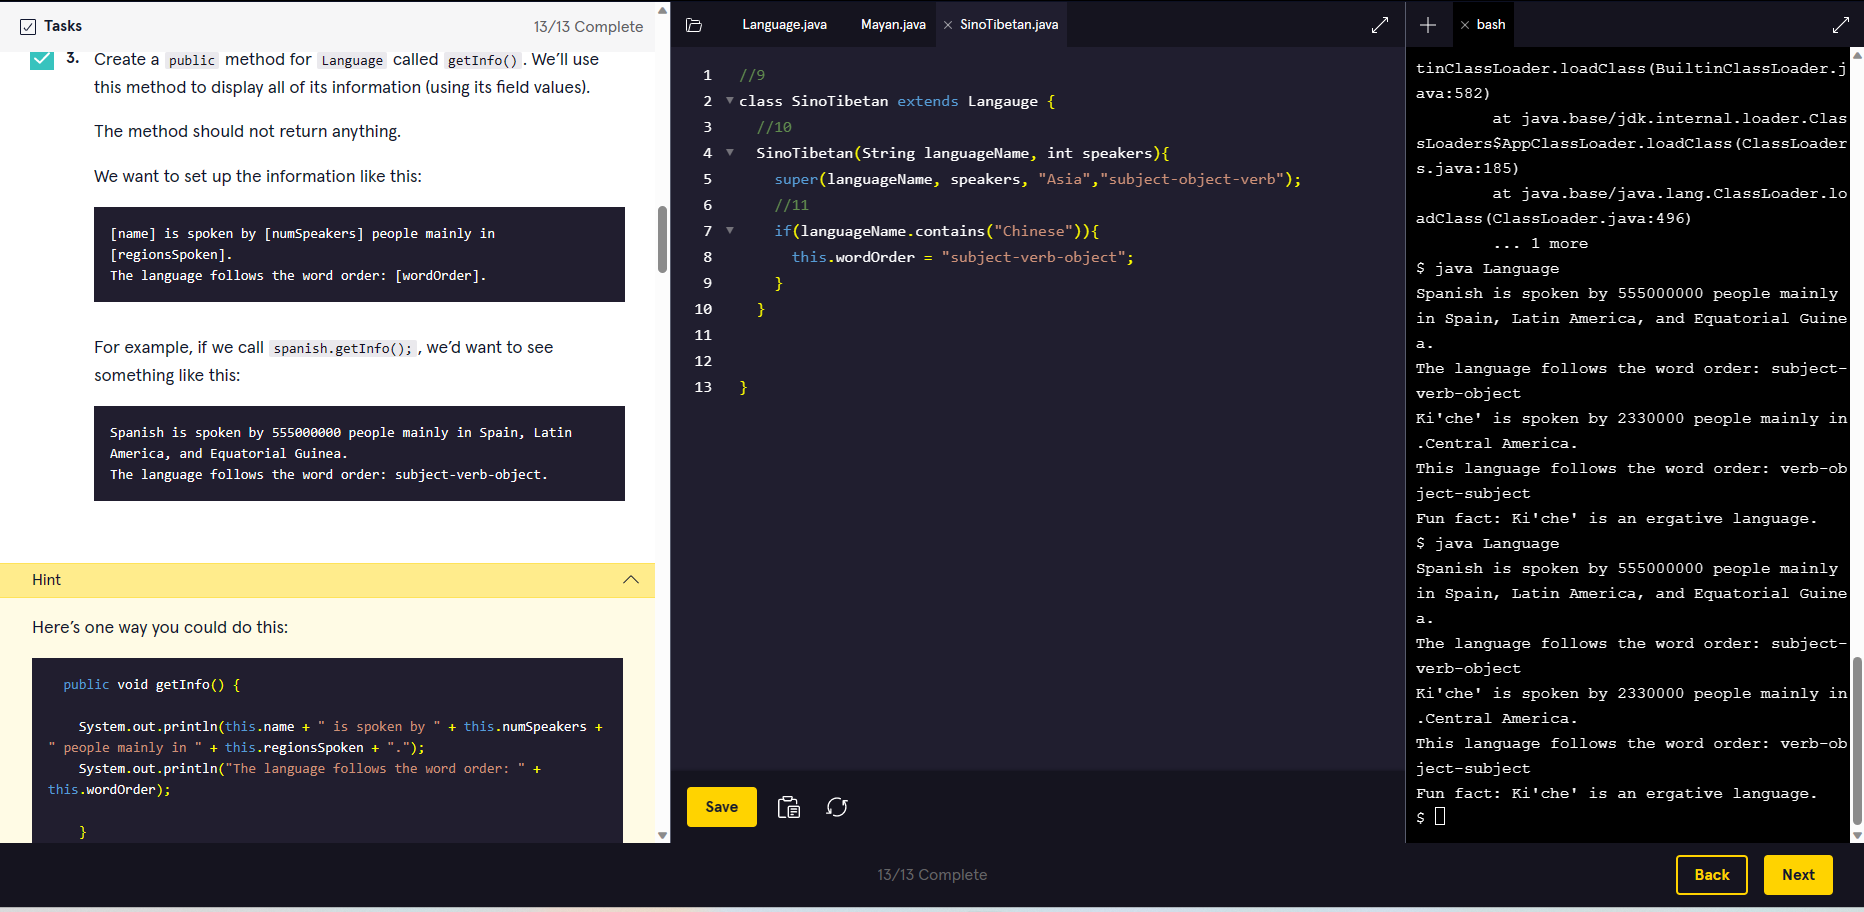 Tasks
13/13 Complete
3. Create a public method for Language called getInfo(). We'll use
this method to display all of its information (using its field values).
The method should not return anything.
We want to set up the information like this:
[name] is spoken by [numSpeakers] people mainly in
[regionsSpoken].
The language follows the word order: [wordOrder].
For example, if we call spanish.getInfo();, we'd want to see
something like this:
Spanish is spoken by 555000000 people mainly in Spain, Latin
America, and Equatorial Guinea.
The language follows the word order: subject-verb-object.
Hint
Here's one way you could do this:
public void getInfo() {
System.out.println(this.name + " is spoken by " + this.numSpeakers +
" people mainly in " + this.regionsSpoken + ".");
System.out.println("The language follows the word order: " +
this.wordOrder);
}
Language.java
Mayan.java
SinoTibetan.java
1 //9
2 class SinoTibetan extends Langauge {
3 //10
4 SinoTibetan(String languageName, int speakers){
5 super(languageName, speakers, "Asia","subject-object-verb");
6 //11
7 if(languageName.contains("Chinese")){
8 this.wordOrder = "subject-verb-object";
9 }
10 }
11
12
13 }
Save
bash
tinClassLoader.loadClass(BuiltinClassLoader.j
ava:582)
at java.base/jdk.internal.loader.Clas
sLoaders$AppClassLoader.loadClass(ClassLoader
s.java:185)
at java.base/java.lang.ClassLoader.lo
adClass(ClassLoader.java:496)
... 1 more
$ java Language
Spanish is spoken by 555000000 people mainly
in Spain, Latin America, and Equatorial Guine
a.
The language follows the word order: subject-
verb-object
Ki'che' is spoken by 2330000 people mainly in
.Central America.
This language follows the word order: verb-ob
ject-subject
Fun fact: Ki'che' is an ergative language.
$ java Language
Spanish is spoken by 555000000 people mainly
in Spain, Latin America, and Equatorial Guine
a.
The language follows the word order: subject-
verb-object
Ki'che' is spoken by 2330000 people mainly in
.Central America.
This language follows the word order: verb-ob
ject-subject
Fun fact: Ki'che' is an ergative language.
$
13/13 Complete
Back
Next